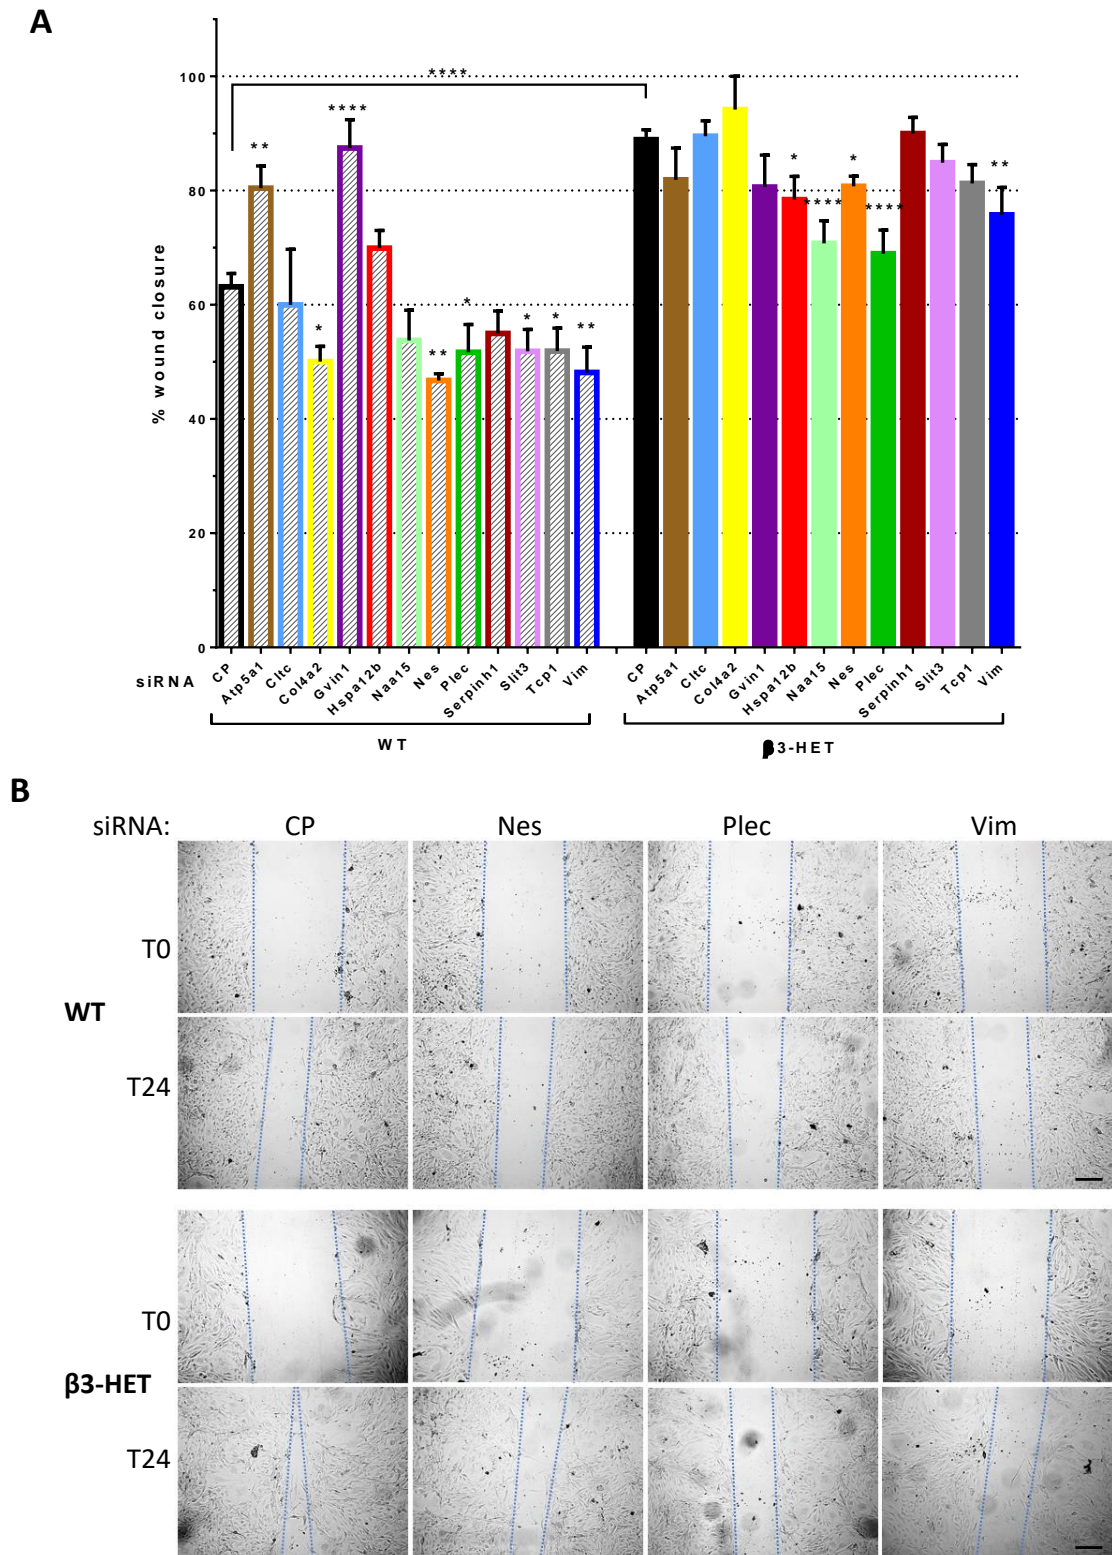 A
% wound closure
100
80
60
40
20
0
****
** **** * ** * * * **
* **** * **** **
siRNA CP Atp5a1 Cltc Col4a2 Gvin1 Hspa12b Naa15 Nes Plec Serpinh1 Slit3 Tcp1 Vim CP Atp5a1 Cltc Col4a2 Gvin1 Hspa12b Naa15 Nes Plec Serpinh1 Slit3 Tcp1 Vim
WT β3-HET
B
siRNA: CP Nes Plec Vim
T0
WT
T24
T0
β3-HET
T24